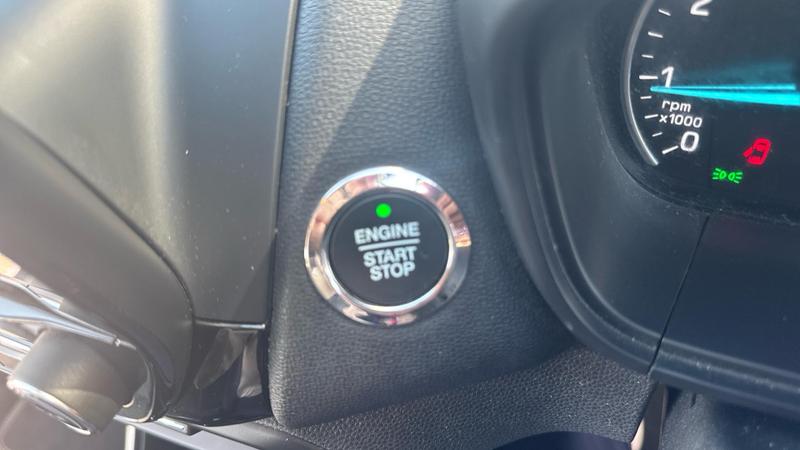 ENGINE
START
STOP
2
1
rpm
x1000
0